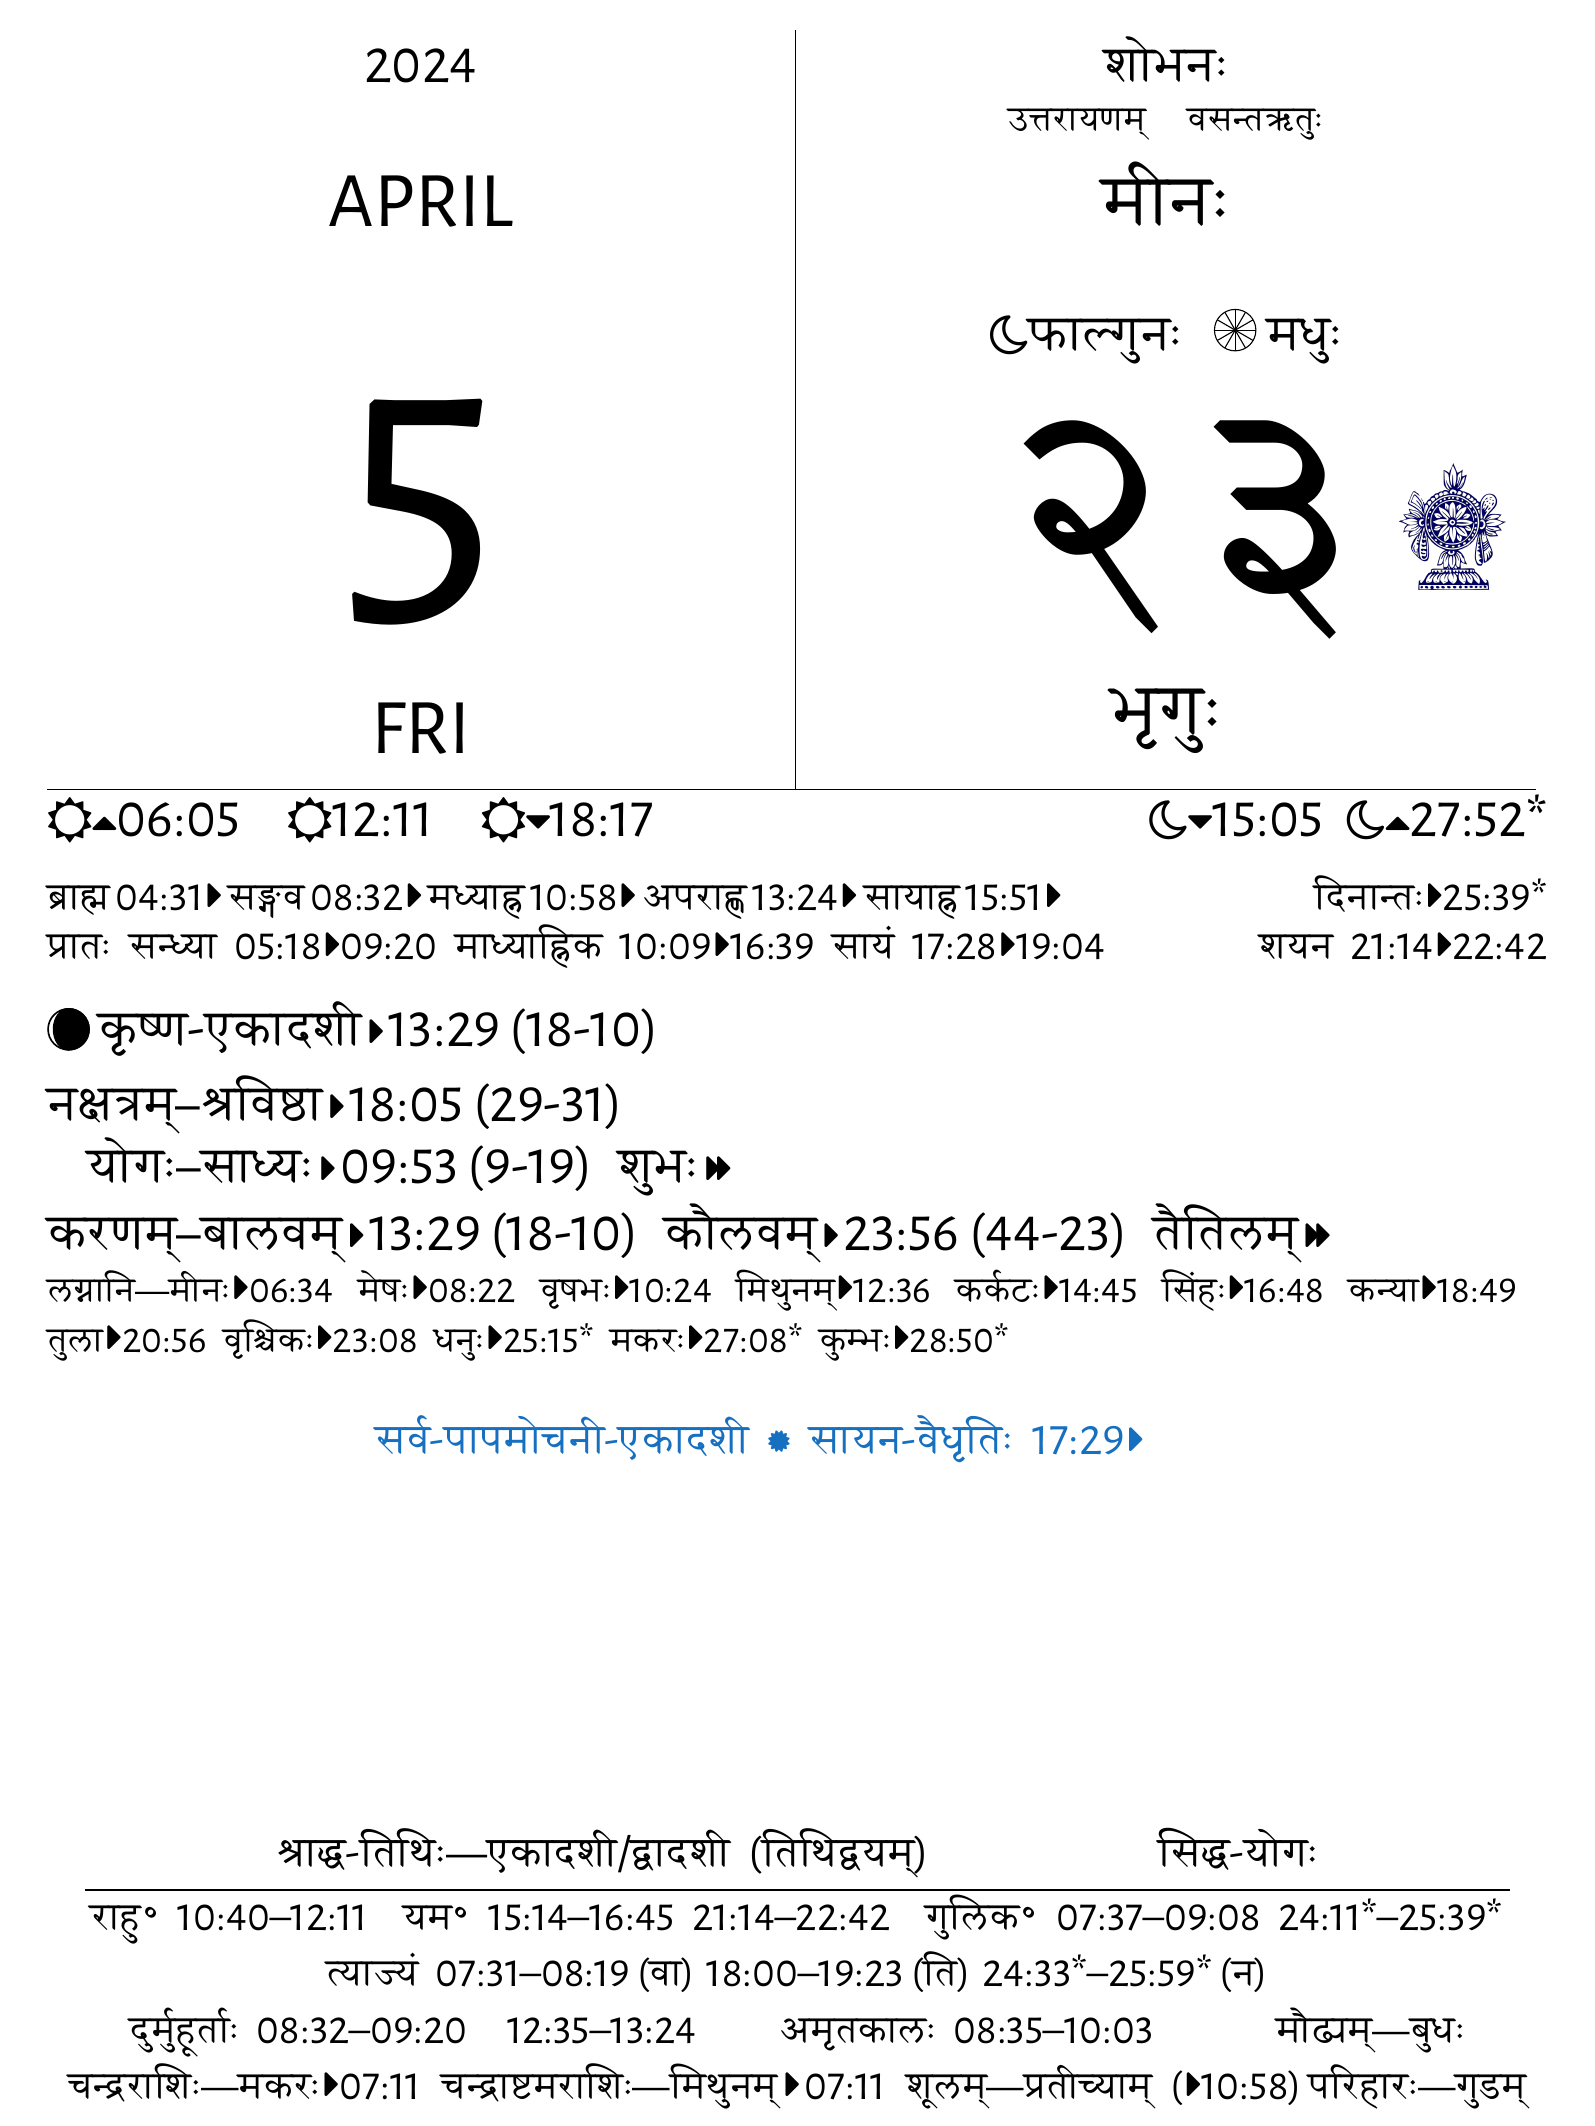 2024
APRIL
5
FRI
शोभनः
उत्तरायणम् वसन्तऋतुः
मीनः
फाल्गुनः मधुः
२३
भृगुः
06:05 12:11 18:17 15:05 27:52*
ब्राह्म 04:31 सङ्गव 08:32 मध्याह्न 10:58 अपराह्ण 13:24 सायाह्न 15:51 दिनान्तः 25:39*
प्रातः सन्ध्या 05:18 09:20 माध्याह्निक 10:09 16:39 सायं 17:28 19:04 शयन 21:14 22:42
कृष्ण-एकादशी 13:29 (18-10)
नक्षत्रम्–श्रविष्ठा 18:05 (29-31)
योगः–साध्यः 09:53 (9-19) शुभः
करणम्–बालवम् 13:29 (18-10) कौलवम् 23:56 (44-23) तैतिलम्
लग्नानि—मीनः 06:34 मेषः 08:22 वृषभः 10:24 मिथुनम् 12:36 कर्कटः 14:45 सिंहः 16:48 कन्या 18:49
तुला 20:56 वृश्चिकः 23:08 धनुः 25:15* मकरः 27:08* कुम्भः 28:50*
सर्व-पापमोचनी-एकादशी सायन-वैधृतिः 17:29
श्राद्ध-तिथिः—एकादशी/द्वादशी (तिथिद्वयम्) सिद्ध-योगः
राहु॰ 10:40–12:11 यम॰ 15:14–16:45 21:14–22:42 गुलिक॰ 07:37–09:08 24:11*–25:39*
त्याज्यं 07:31–08:19 (वा) 18:00–19:23 (ति) 24:33*–25:59* (न)
दुर्मुहूर्ताः 08:32–09:20 12:35–13:24 अमृतकालः 08:35–10:03 मौढ्यम्—बुधः
चन्द्रराशिः—मकरः 07:11 चन्द्राष्टमराशिः—मिथुनम् 07:11 शूलम्—प्रतीच्याम् (10:58) परिहारः—गुडम्